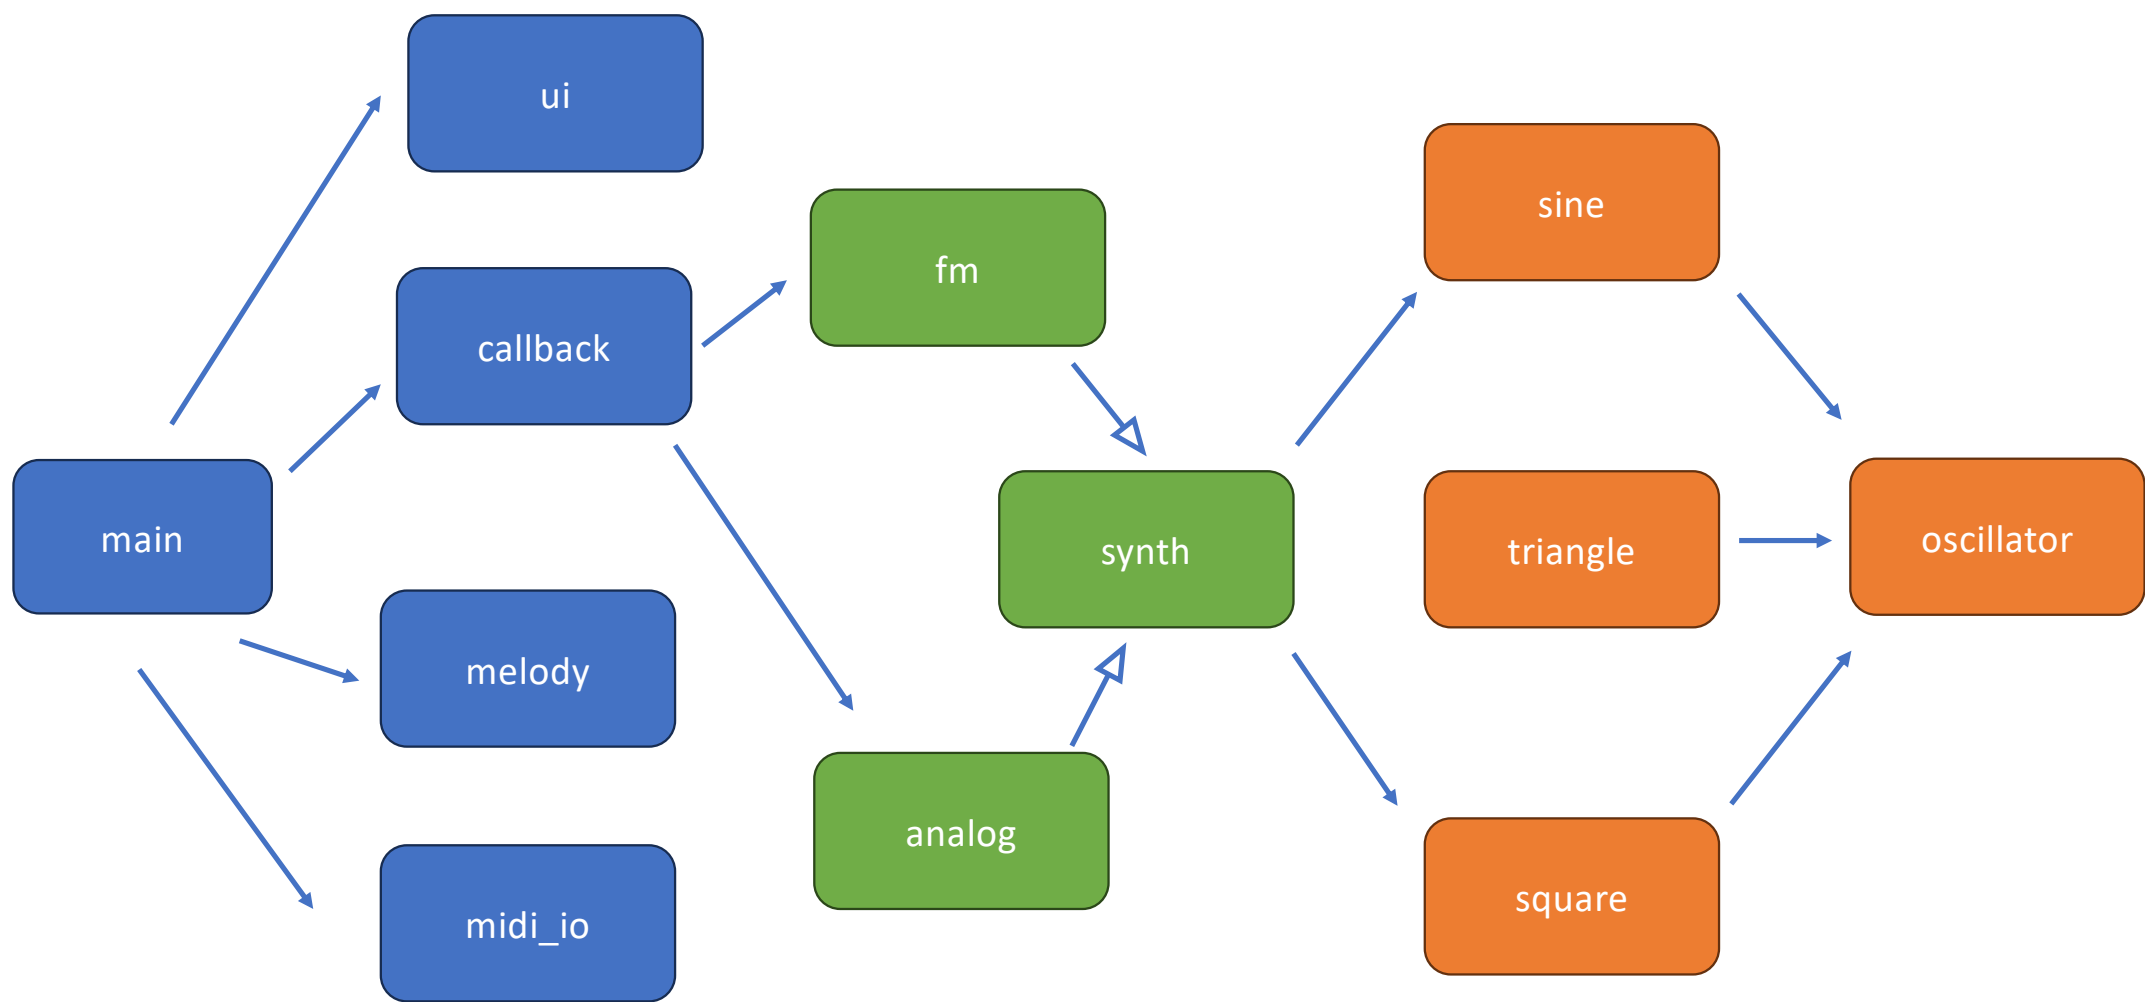 ui
sine
fm
callback
main
synth
triangle
oscillator
melody
analog
square
midi_io